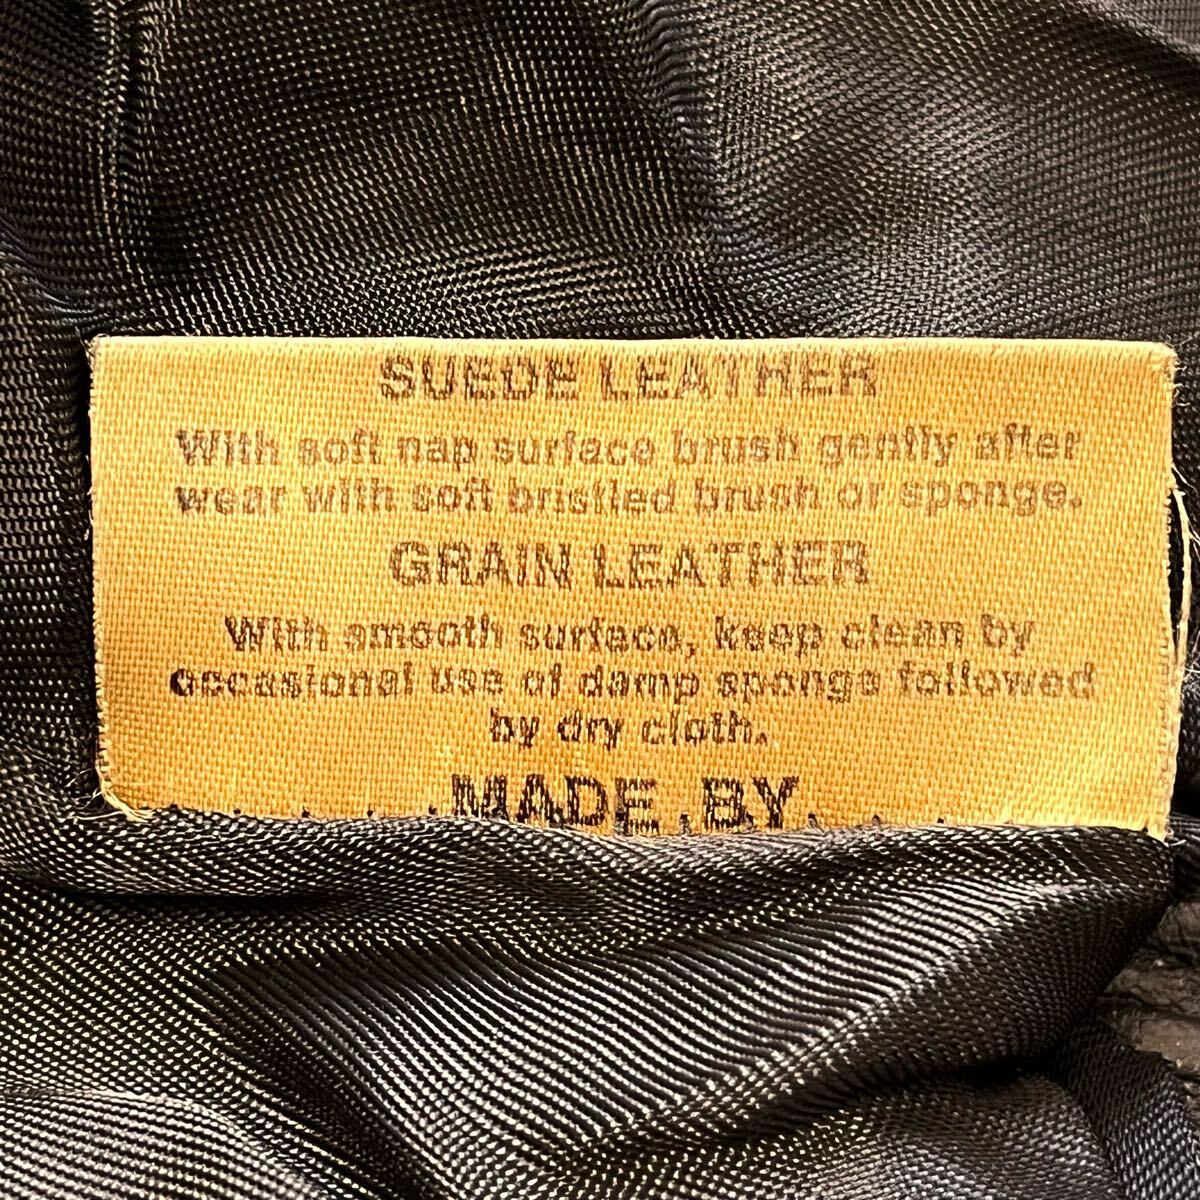 SUEDE LEATHER
With soft nap surface brush gently after
wear with soft bristled brush or sponge.
GRAIN LEATHER
With smooth surface, keep clean by
occasional use of damp sponge followed
by dry cloth.
MADE BY